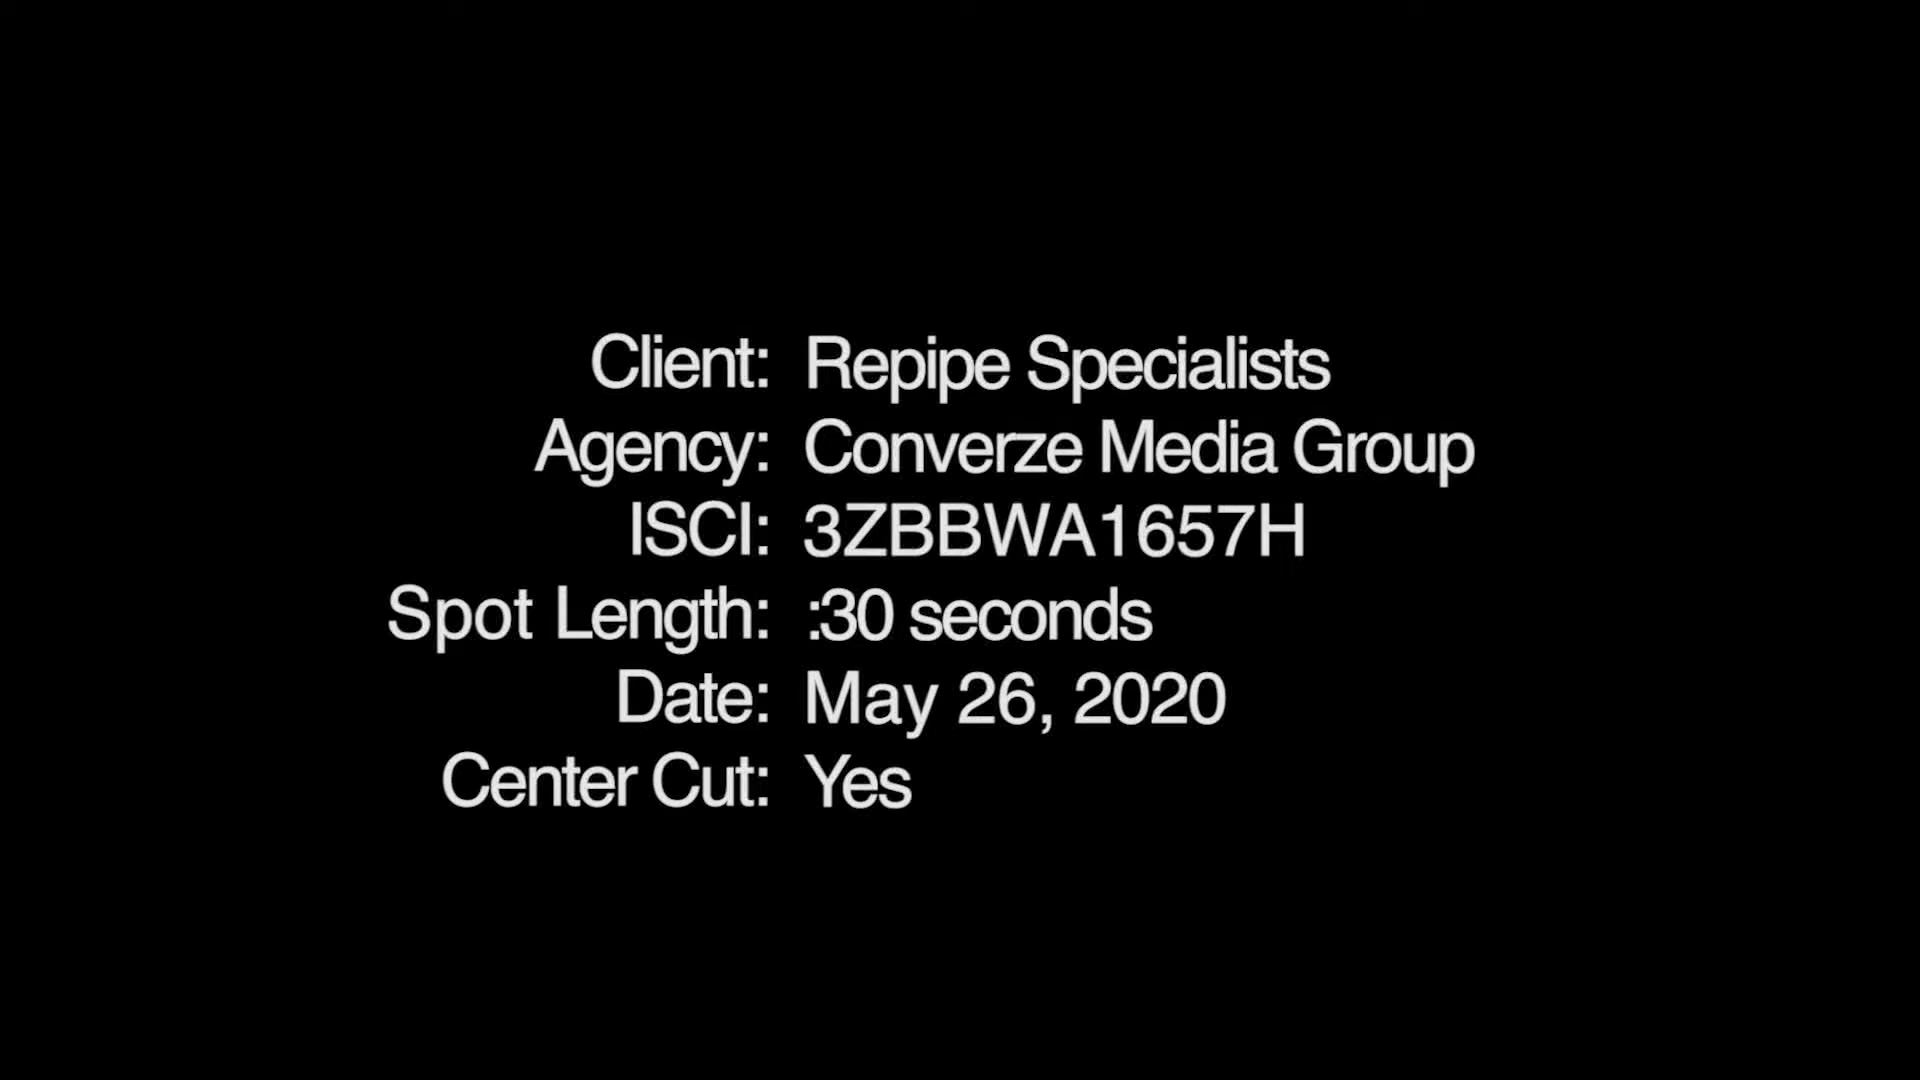 Client: Repipe Specialists
Agency: Converze Media Group
ISCI: 3ZBBWA1657H
Spot Length: :30 seconds
Date: May 26, 2020
Center Cut: Yes